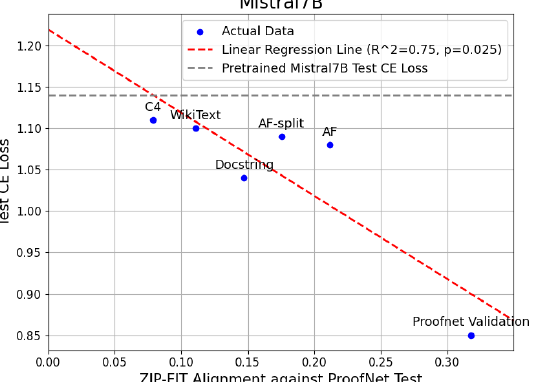 Mistral7B
Actual Data
Linear Regression Line (R^2=0.75, p=0.025)
Pretrained Mistral7B Test CE Loss
1.20
1.15
1.10
1.05
1.00
0.95
0.90
0.85
Test CE Loss
C4
WikiText
AF-split
AF
Docstring
Proofnet Validation
0.00 0.05 0.10 0.15 0.20 0.25 0.30
ZIP-FIT Alignment against ProofNet Test